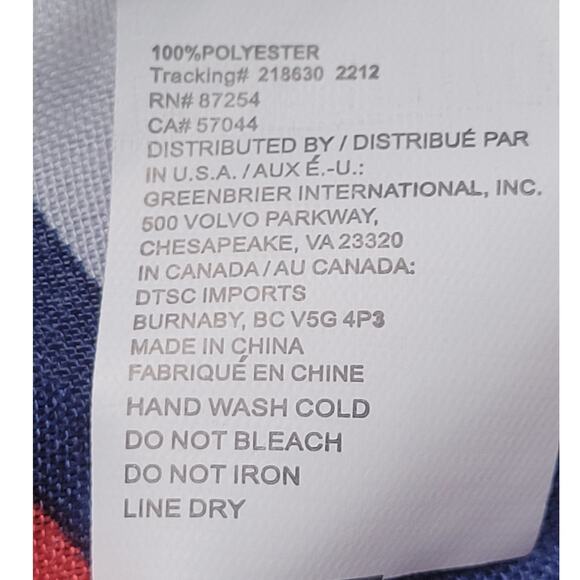 100%POLYESTER
Tracking# 218630 2212
RN# 87254
CA# 57044
DISTRIBUTED BY / DISTRIBUÉ PAR
IN U.S.A. / AUX É.-U.:
GREENBRIER INTERNATIONAL, INC.
500 VOLVO PARKWAY,
CHESAPEAKE, VA 23320
IN CANADA / AU CANADA:
DTSC IMPORTS
BURNABY, BC V5G 4P3
MADE IN CHINA
FABRIQUÉ EN CHINE
HAND WASH COLD
DO NOT BLEACH
DO NOT IRON
LINE DRY